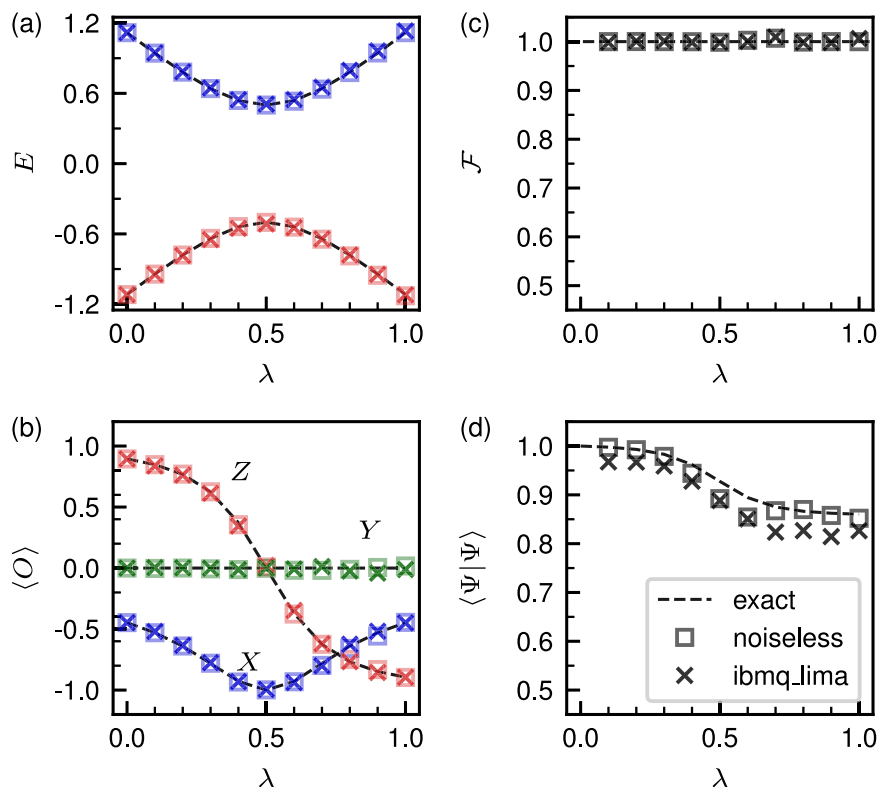 (a)
1.2
0.6
0.0
-0.6
-1.2
E
0.0
0.5
1.0
λ
(c)
1.0
0.9
0.8
0.7
0.6
0.5
ℱ
0.0
0.5
1.0
λ
(b)
1.0
0.5
0.0
-0.5
-1.0
⟨O⟩
Z
Y
X
0.0
0.5
1.0
λ
(d)
1.0
0.9
0.8
0.7
0.6
0.5
⟨Ψ|Ψ⟩
exact
noiseless
ibmq_lima
0.0
0.5
1.0
λ